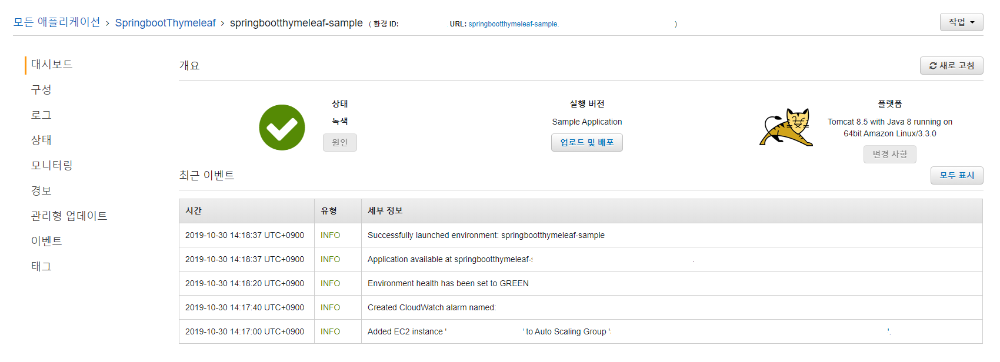 모든 애플리케이션 › SpringbootThymeleaf › springbootthymeleaf-sample ( 환경 ID: URL: springbootthymeleaf-sample. )
작업
대시보드
구성
로그
상태
모니터링
경보
관리형 업데이트
이벤트
태그
개요
새로 고침
상태
녹색
원인
실행 버전
Sample Application
업로드 및 배포
플랫폼
Tomcat 8.5 with Java 8 running on
64bit Amazon Linux/3.3.0
변경 사항
최근 이벤트
모두 표시
시간 유형 세부 정보
2019-10-30 14:18:37 UTC+0900 INFO Successfully launched environment: springbootthymeleaf-sample
2019-10-30 14:18:37 UTC+0900 INFO Application available at springbootthymeleaf-s .
2019-10-30 14:18:20 UTC+0900 INFO Environment health has been set to GREEN
2019-10-30 14:17:40 UTC+0900 INFO Created CloudWatch alarm named:
2019-10-30 14:17:00 UTC+0900 INFO Added EC2 instance ' ' to Auto Scaling Group ' '.